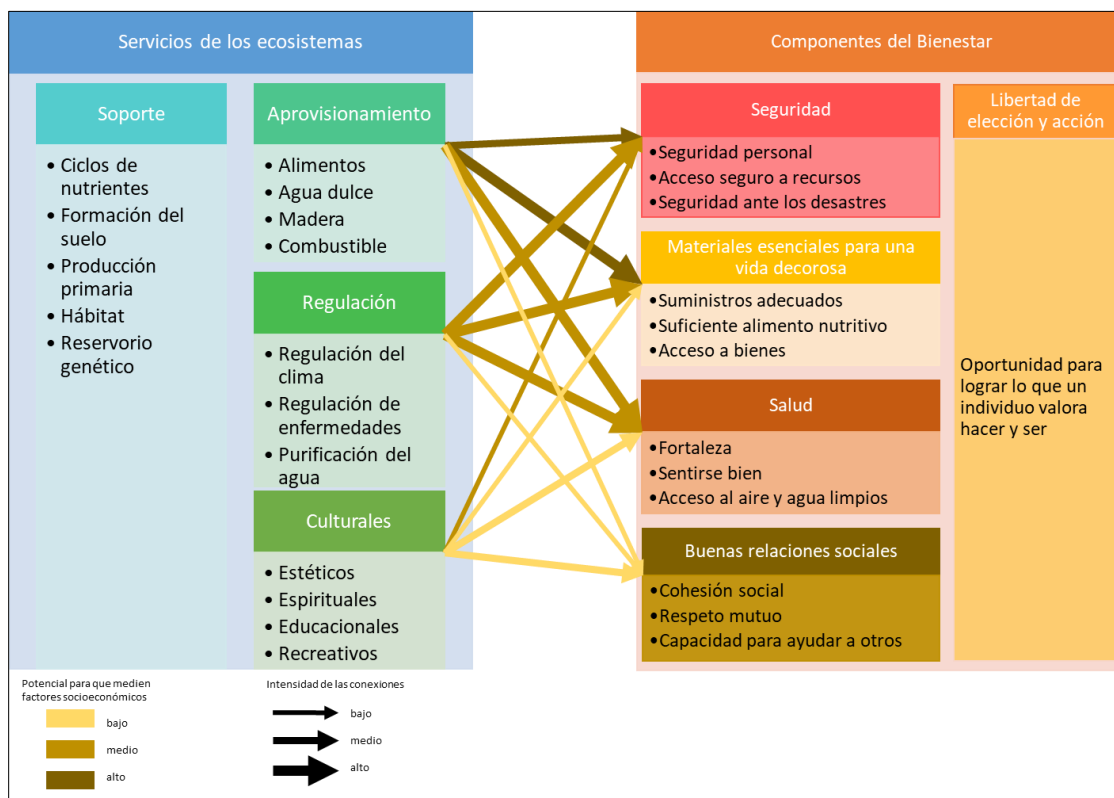 Servicios de los ecosistemas
Soporte
• Ciclos de
nutrientes
• Formación del
suelo
• Producción
primaria
• Hábitat
• Reservorio
genético
Aprovisionamiento
• Alimentos
• Agua dulce
• Madera
• Combustible
Regulación
• Regulación del
clima
• Regulación de
enfermedades
• Purificación del
agua
Culturales
• Estéticos
• Espirituales
• Educacionales
• Recreativos
Componentes del Bienestar
Seguridad
•Seguridad personal
•Acceso seguro a recursos
•Seguridad ante los desastres
Materiales esenciales para una
vida decorosa
•Suministros adecuados
•Suficiente alimento nutritivo
•Acceso a bienes
Salud
•Fortaleza
•Sentirse bien
•Acceso al aire y agua limpios
Buenas relaciones sociales
•Cohesión social
•Respeto mutuo
•Capacidad para ayudar a otros
Libertad de
elección y acción
Oportunidad para
lograr lo que un
individuo valora
hacer y ser
Potencial para que medien
factores socioeconómicos
bajo
medio
alto
Intensidad de las conexiones
bajo
medio
alto